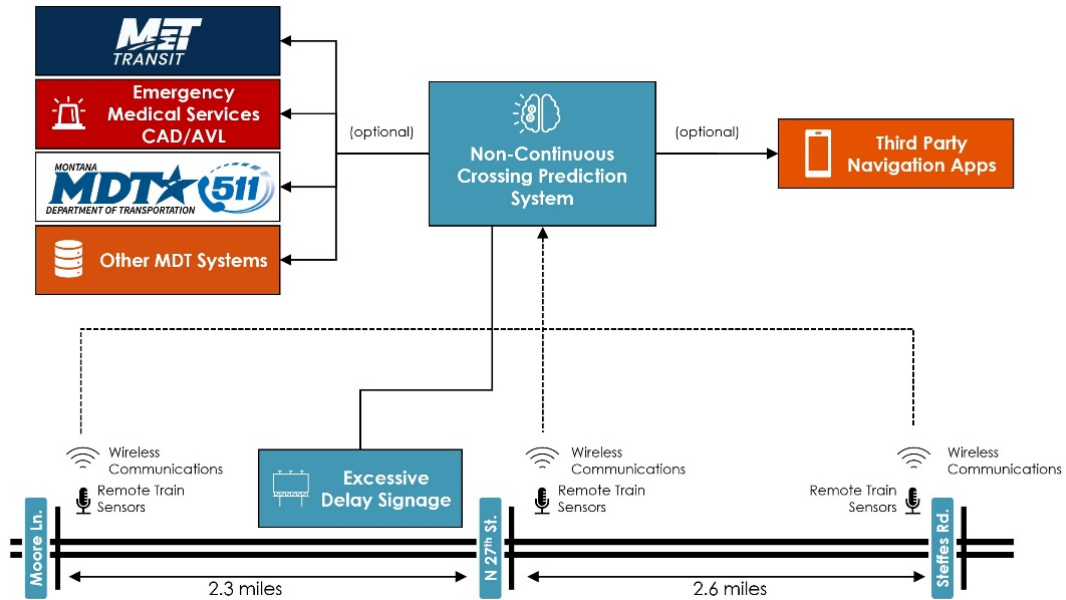 MET
TRANSIT
Emergency
Medical Services
CAD/AVL
MONTANA
MDT 511
DEPARTMENT OF TRANSPORTATION
Other MDT Systems
(optional)
Non-Continuous
Crossing Prediction
System
(optional)
Third Party
Navigation Apps
Wireless
Communications
Remote Train
Sensors
Excessive
Delay Signage
Wireless
Communications
Remote Train
Sensors
Wireless
Communications
Remote Train
Sensors
Moore Ln.
N 27th St.
Steffes Rd.
2.3 miles
2.6 miles